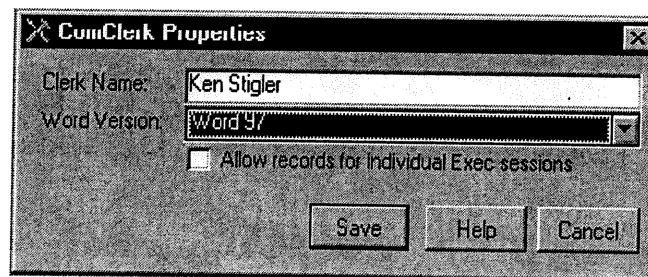 ComClerk Properties
Clerk Name: Ken Stigler
Word Version: Word 97
Allow records for individual Exec sessions
Save Help Cancel